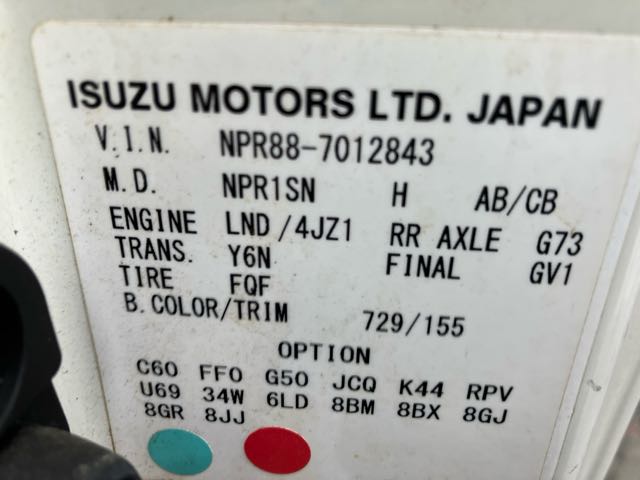 ISUZU MOTORS LTD. JAPAN
V.I.N. NPR88-7012843
M.D. NPR1SN H AB/CB
ENGINE LND/4JZ1 RR AXLE G73
TRANS. Y6N FINAL GV1
TIRE FQF
B.COLOR/TRIM 729/155
OPTION
C60 FF0 G50 JCQ K44 RPV
U69 34W 6LD 8BM 8BX 8GJ
8GR 8JJ